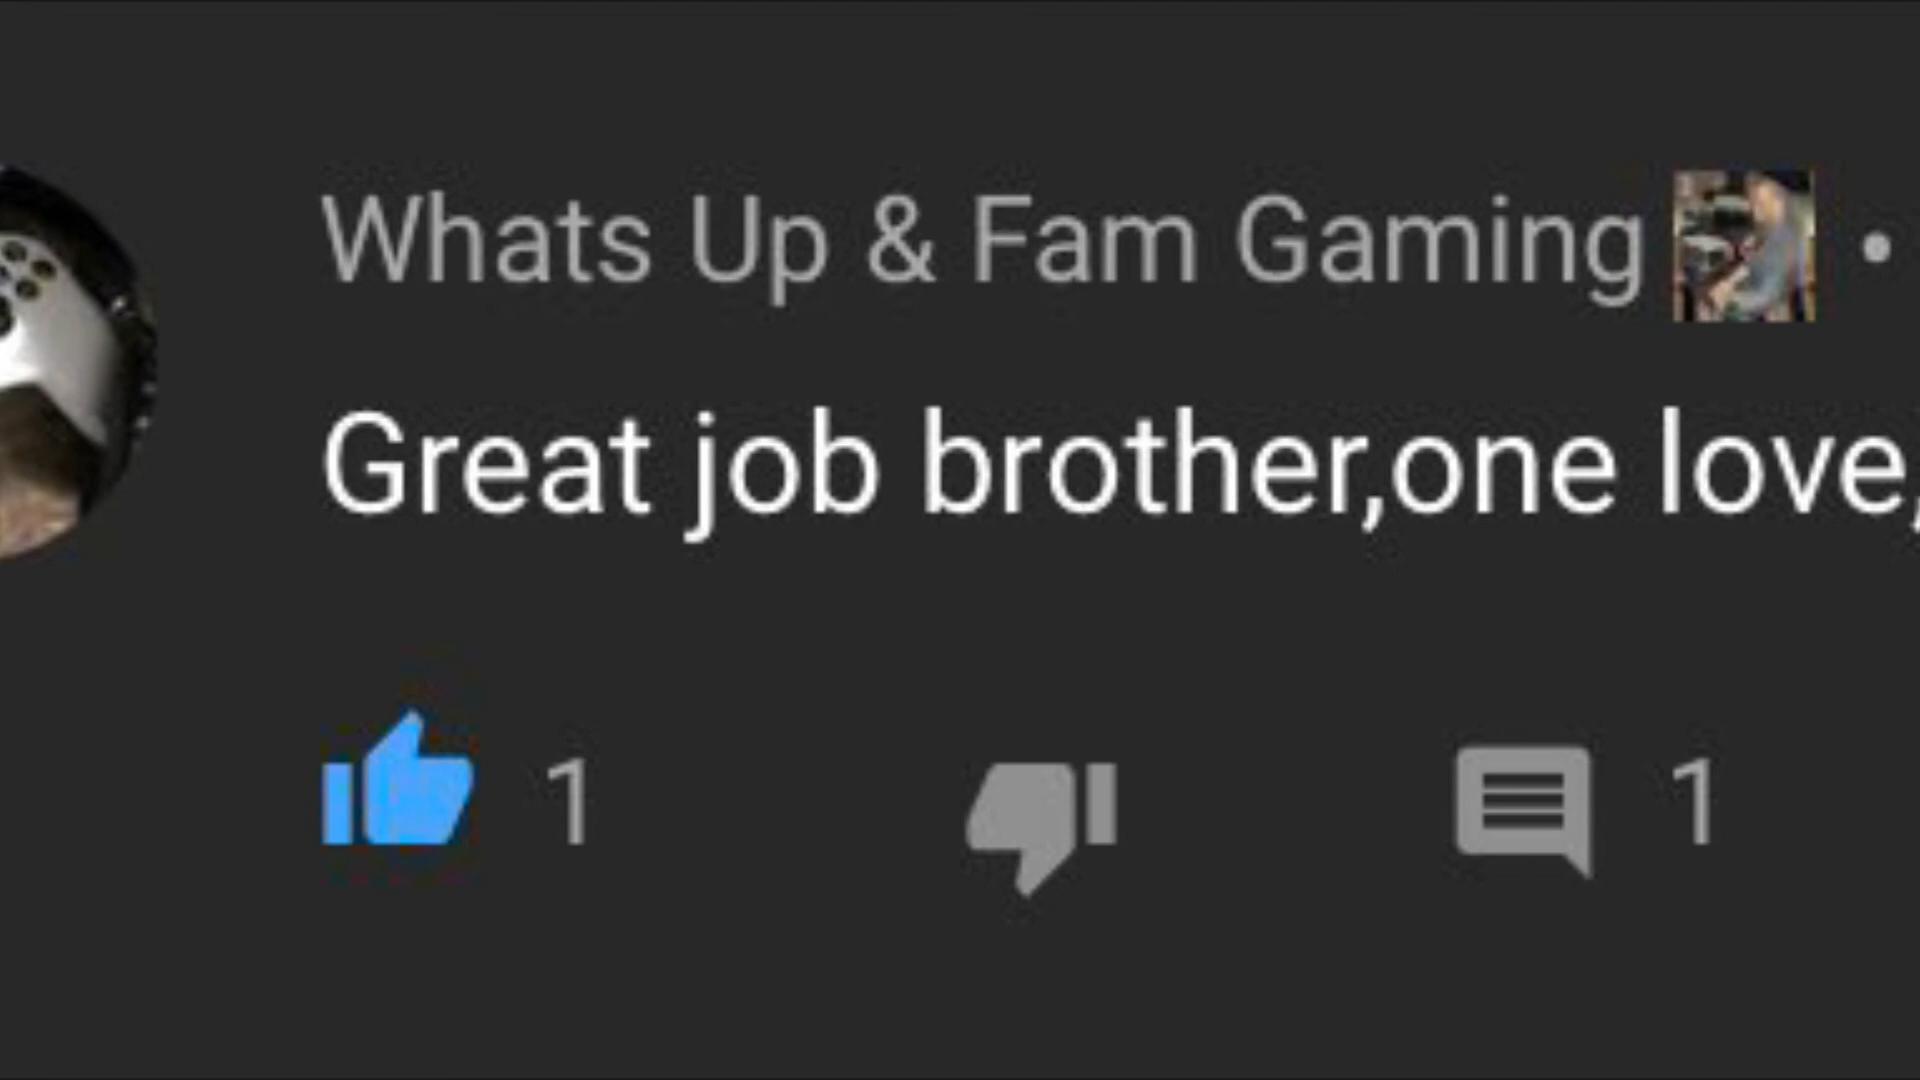 Whats Up & Fam Gaming •
Great job brother,one love,
1 1